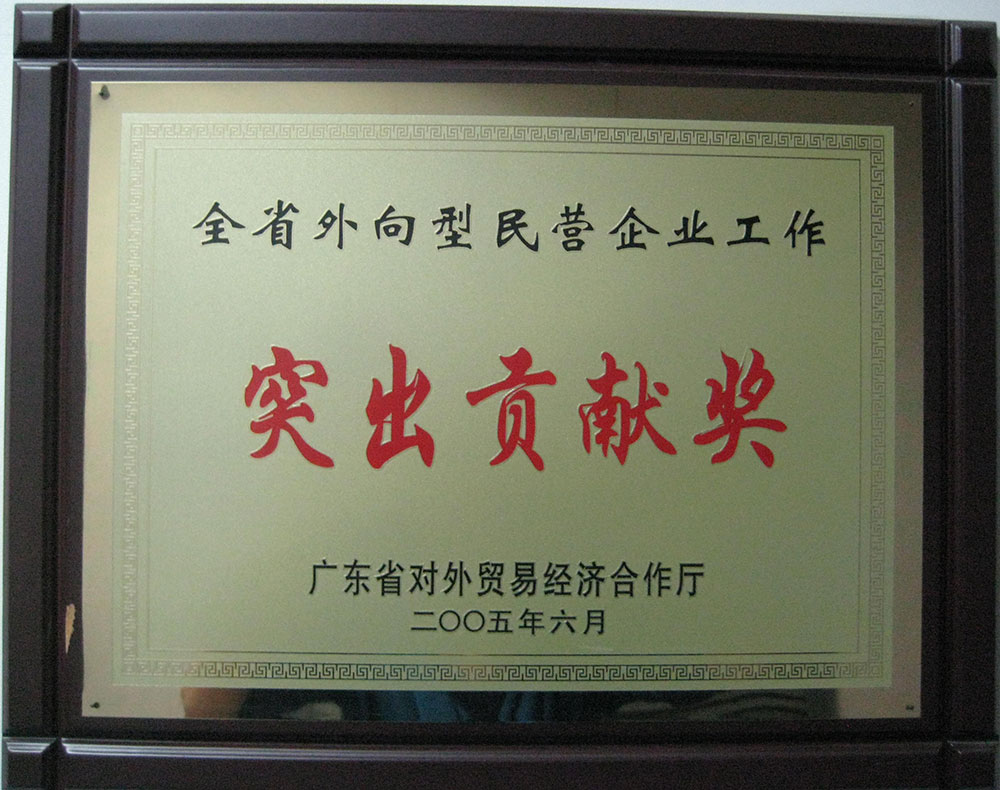 全省外向型民营企业工作
突出贡献奖
广东省对外贸易经济合作厅
二〇〇五年六月